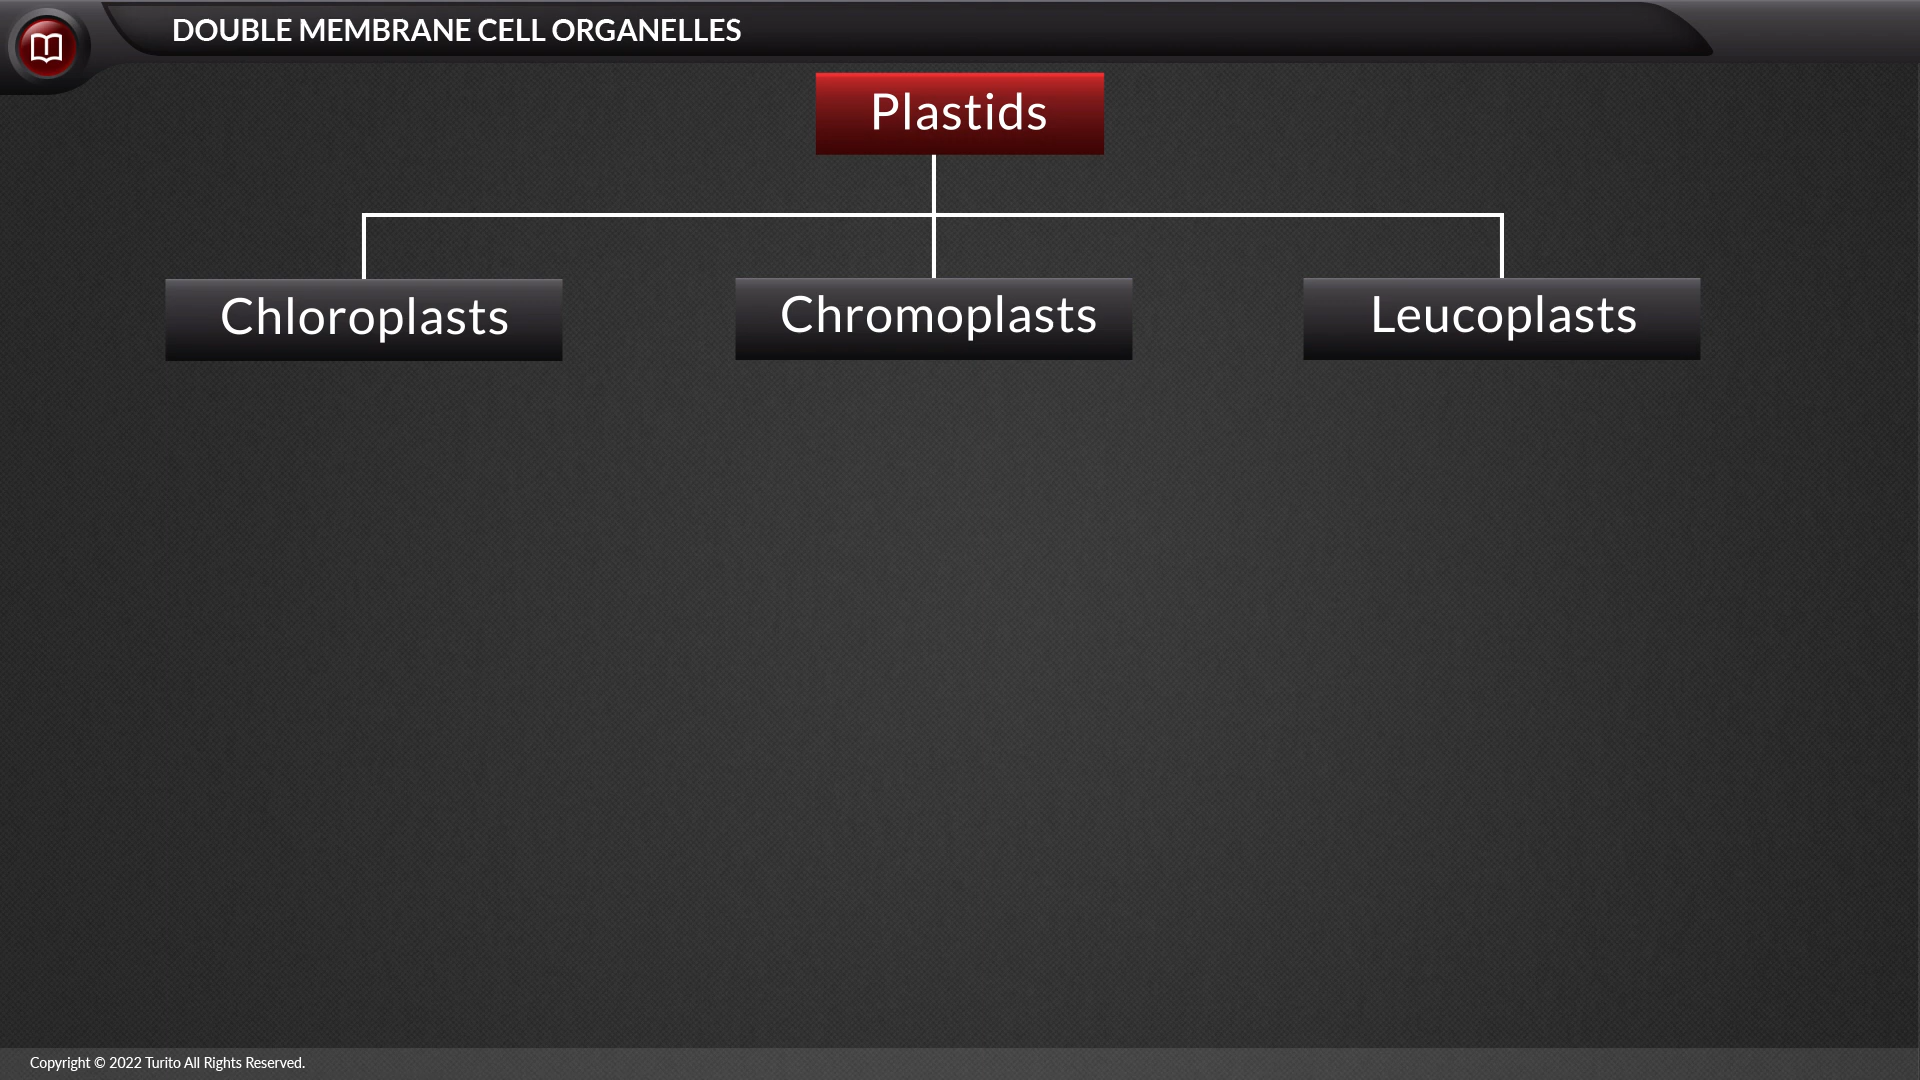 DOUBLE MEMBRANE CELL ORGANELLES
Plastids
Chloroplasts
Chromoplasts
Leucoplasts
Copyright © 2022 Turito All Rights Reserved.